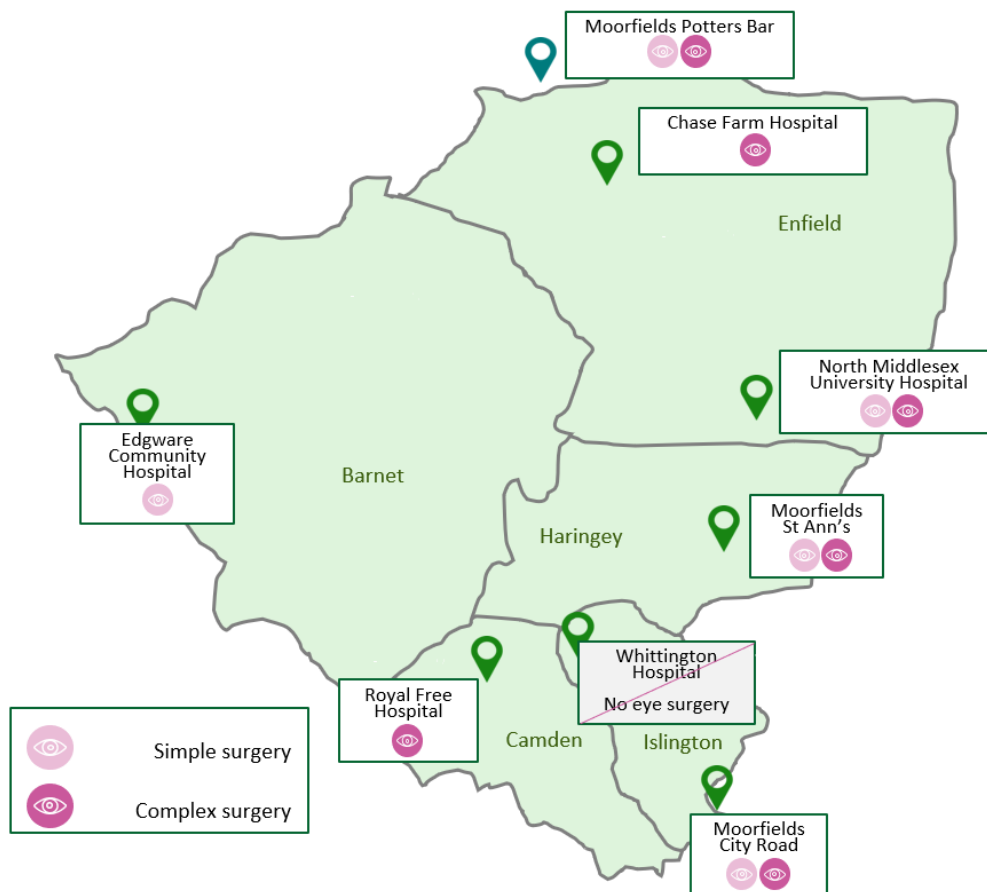 Moorfields Potters Bar
Chase Farm Hospital
Enfield
North Middlesex
University Hospital
Edgware
Community
Hospital
Barnet
Moorfields
St Ann's
Haringey
Whittington
Hospital
No eye surgery
Royal Free
Hospital
Camden
Islington
Simple surgery
Complex surgery
Moorfields
City Road